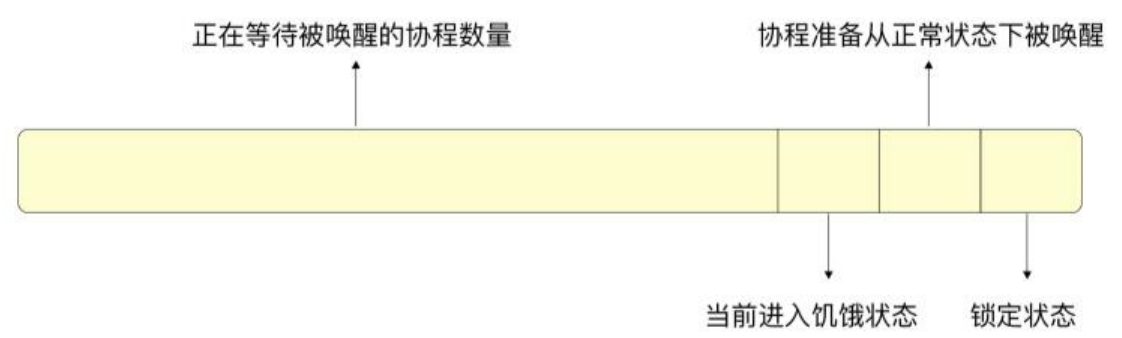 正在等待被唤醒的协程数量
协程准备从正常状态下被唤醒
当前进入饥饿状态
锁定状态